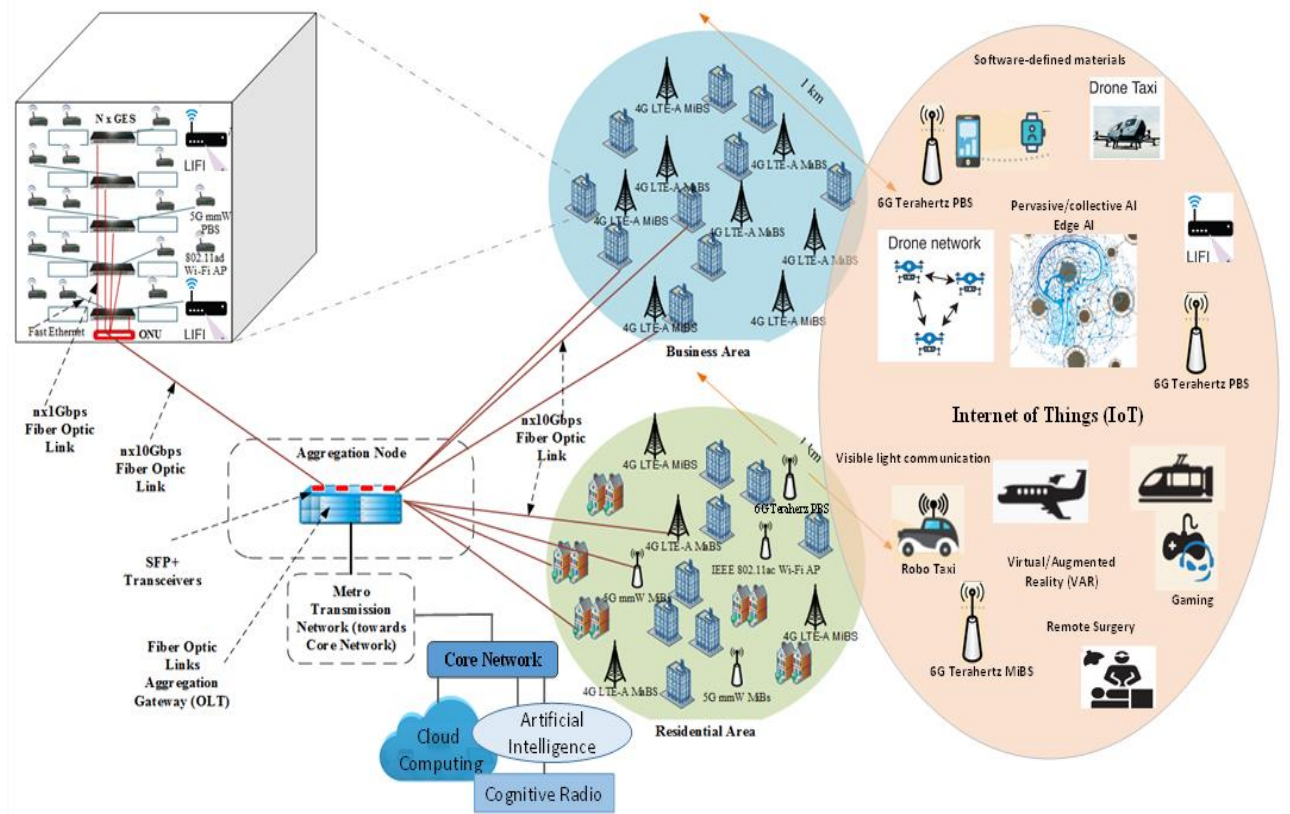 N x GES
LIFI
5G mmW
PBS
802.11ad
Wi-Fi AP
LIFI
Fast Ethernet
ONU
nx1Gbps
Fiber Optic
Link
nx10Gbps
Fiber Optic
Link
SFP+
Transceivers
Fiber Optic
Links
Aggregation
Gateway (OLT)
Aggregation Node
Metro
Transmission
Network (towards
Core Network)
Core Network
Cloud
Computing
Artificial
Intelligence
Cognitive Radio
nx10Gbps
Fiber Optic
Link
1 km
4G LTE-A MiBS
4G LTE-A MaBS
4G LTE-A MaBS
4G LTE-A MiBS
4G LTE-A MaBS
4G LTE-A MaBS
4G LTE-A MiBS
4G LTE-A MiBS
Business Area
1 km
4G LTE-A MiBS
6G Terahertz PBS
4G LTE-A MaBS
IEEE 802.11ac Wi-Fi AP
5G mmW MiBs
4G LTE-A MiBS
4G LTE-A MaBS
5G mmW MiBs
Residential Area
Software-defined materials
Drone Taxi
6G Terahertz PBS
Pervasive/collective AI
Edge AI
LIFI
Drone network
6G Terahertz PBS
Internet of Things (IoT)
Visible light communication
Robo Taxi
Virtual/Augmented
Reality (VAR)
Gaming
Remote Surgery
6G Terahertz MiBS